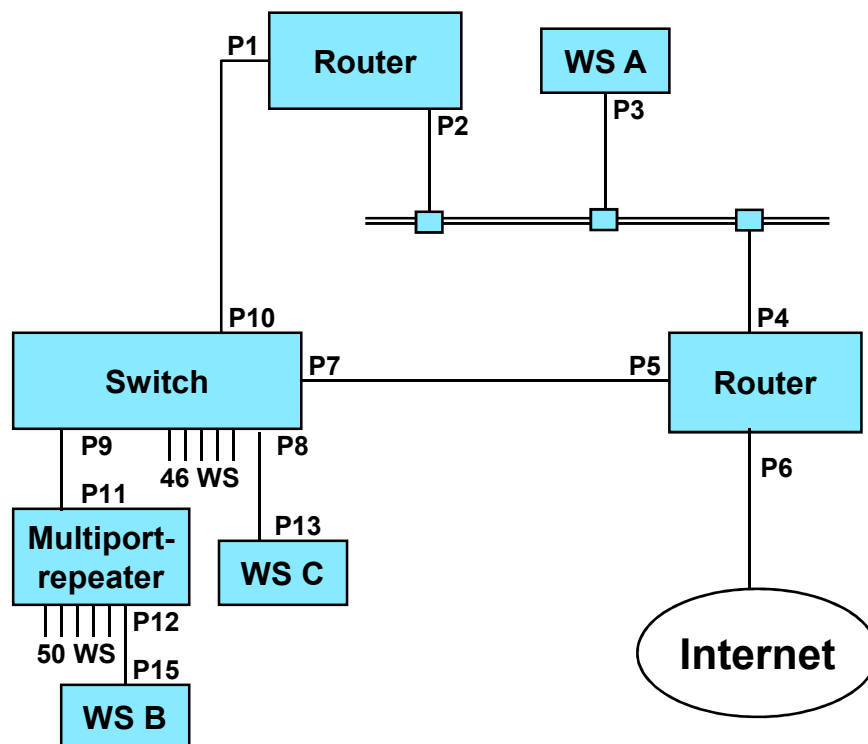 P1
Router
WS A
P2
P3
P10
P4
Switch
P7
P5
Router
P9
P8
46 WS
P6
P11
P13
Multiport-
repeater
WS C
P12
50 WS
P15
Internet
WS B